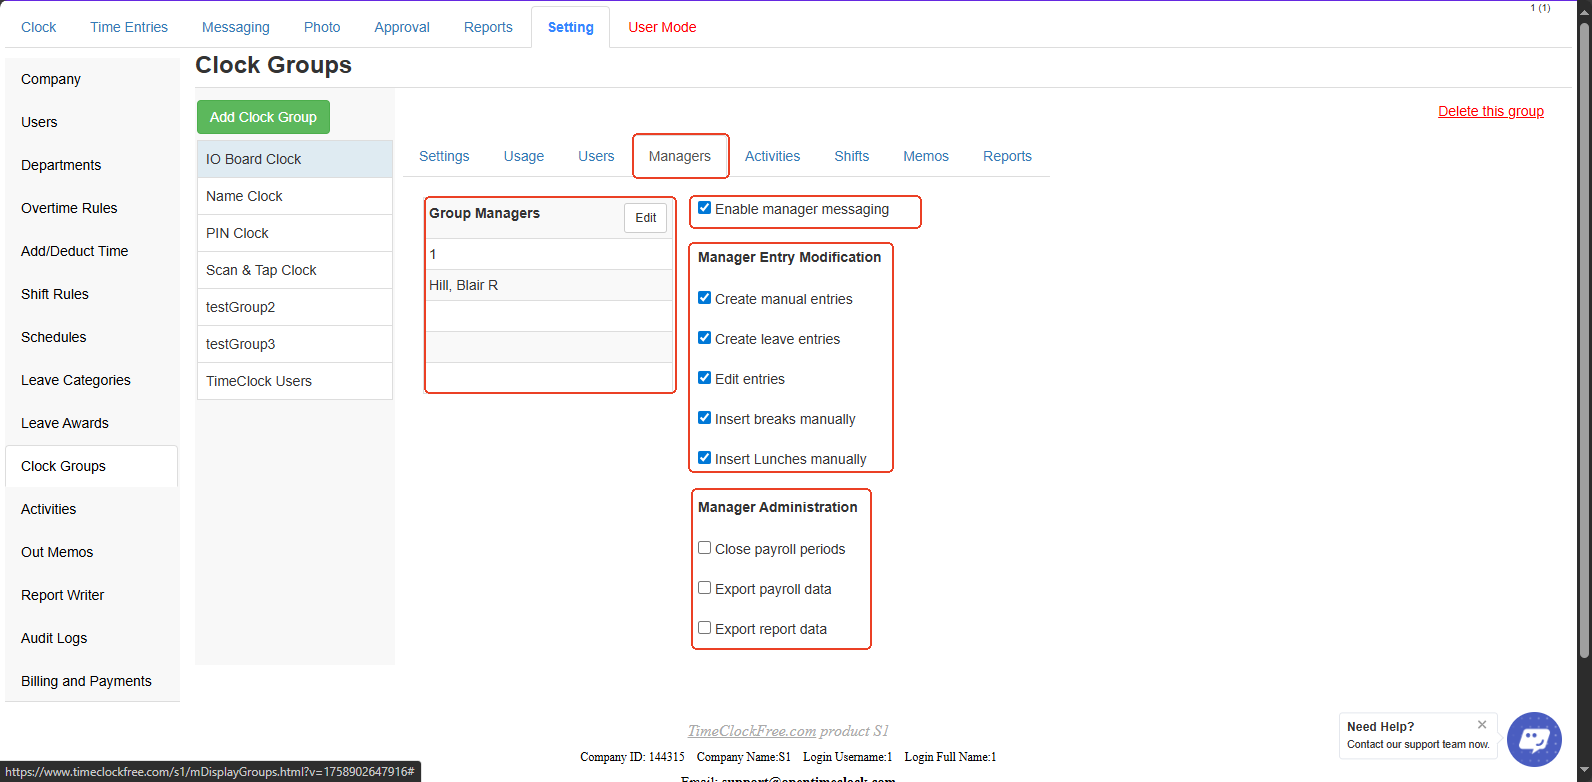 1 (1)
Clock Time Entries Messaging Photo Approval Reports Setting User Mode
Clock Groups
Company
Users
Departments
Overtime Rules
Add/Deduct Time
Shift Rules
Schedules
Leave Categories
Leave Awards
Clock Groups
Activities
Out Memos
Report Writer
Audit Logs
Billing and Payments
Add Clock Group
IO Board Clock
Name Clock
PIN Clock
Scan & Tap Clock
testGroup2
testGroup3
TimeClock Users
Delete this group
Settings Usage Users Managers Activities Shifts Memos Reports
Group Managers Edit
1
Hill, Blair R
Enable manager messaging
Manager Entry Modification
Create manual entries
Create leave entries
Edit entries
Insert breaks manually
Insert Lunches manually
Manager Administration
Close payroll periods
Export payroll data
Export report data
TimeClockFree.com product S1
Company ID: 144315 Company Name:S1 Login Username:1 Login Full Name:1
Email: support@opentimeclock.com
Need Help?
Contact our support team now.
https://www.timeclockfree.com/s1/mDisplayGroups.html?v=1758902647916#